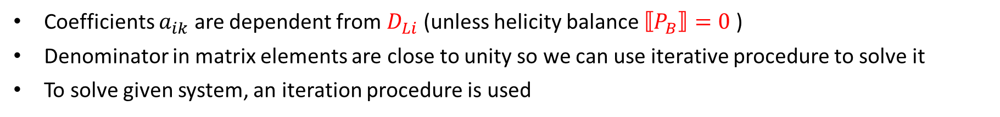 • Coefficients $a_{ik}$ are dependent from $D_{Li}$ (unless helicity balance $⟦P_B⟧ = 0$ )
• Denominator in matrix elements are close to unity so we can use iterative procedure to solve it
• To solve given system, an iteration procedure is used